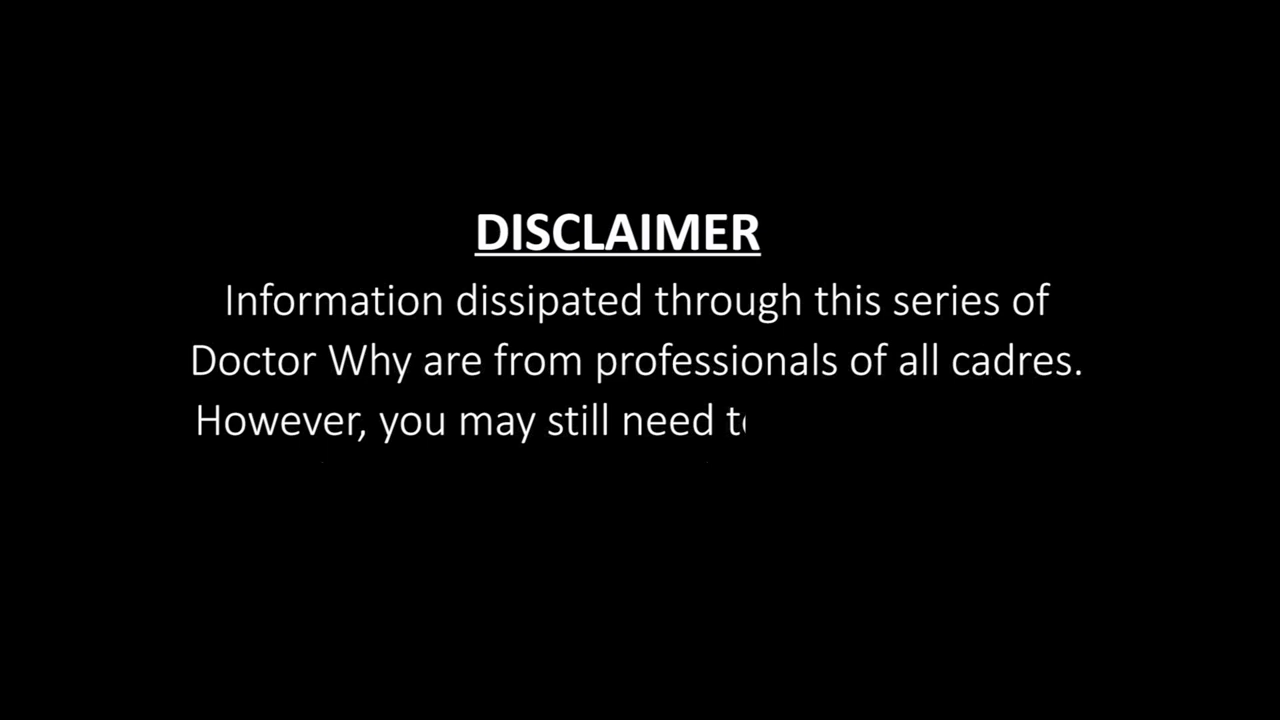 DISCLAIMER
Information dissipated through this series of
Doctor Why are from professionals of all cadres.
However, you may still need